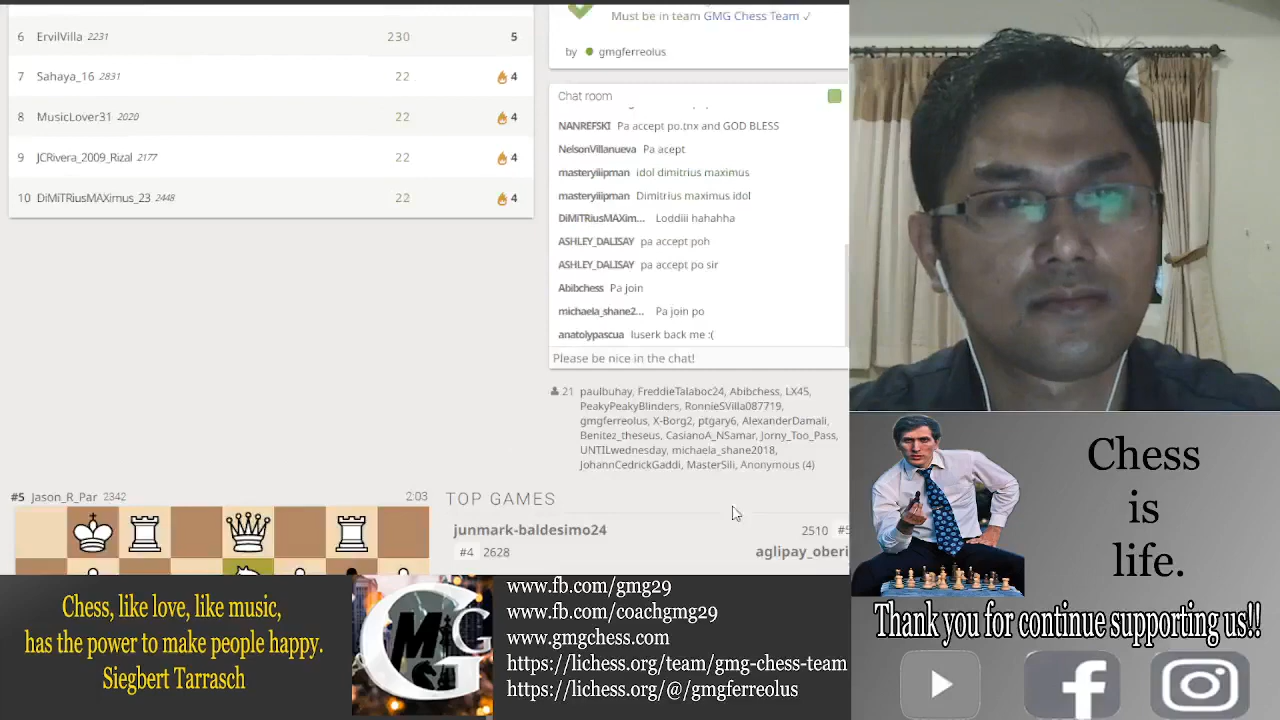 Must be in team GMG Chess Team ✓
by gmgferreolus
6 ErvilVilla 2231 230 5
7 Sahaya_16 2831 22 4
8 MusicLover31 2020 22 4
9 JCRivera_2009_Rizal 2177 22 4
10 DiMiTRiusMAXimus_23 2448 22 4
Chat room
NANREFSKI Pa accept po.tnx and GOD BLESS
NelsonVillanueva Pa acept
masteryiiipman idol dimitrius maximus
masteryiiipman Dimitrius maximus idol
DiMiTRiusMAXim... Loddiii hahahha
ASHLEY_DALISAY pa accept poh
ASHLEY_DALISAY pa accept po sir
Abibchess Pa join
michaela_shane2... Pa join po
anatolypascua luserk back me :(
Please be nice in the chat!
21 paulbuhay, FreddieTalaboc24, Abibchess, LX45,
PeakyPeakyBlinders, RonnieSVilla087719,
gmgferreolus, X-Borg2, ptgary6, AlexanderDamali,
Benitez_theseus, CasianoA_NSamar, Jorny_Too_Pass,
UNTILwednesday, michaela_shane2018,
JohannCedrickGaddi, MasterSili, Anonymous (4)
#5 Jason_R_Par 2342 2:03
TOP GAMES
junmark-baldesimo24 2510 #5
#4 2628 aglipay_oberi
Chess
is
life.
Thank you for continue supporting us!!
Chess, like love, like music,
has the power to make people happy.
Siegbert Tarrasch
GMG
www.fb.com/gmg29
www.fb.com/coachgmg29
www.gmgchess.com
https://lichess.org/team/gmg-chess-team
https://lichess.org/@/gmgferreolus